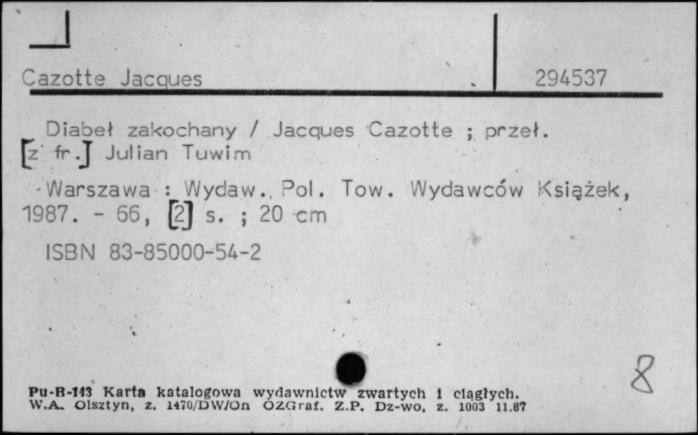 Cazotte Jacques 294537
Diabeł zakochany / Jacques Cazotte ; przeł.
[z fr.] Julian Tuwim
Warszawa : Wydaw. Pol. Tow. Wydawców Książek,
1987. - 66, [2] s. ; 20 cm
ISBN 83-85000-54-2
8
Pu-B-143 Karta katalogowa wydawnictw zwartych i ciągłych.
W.A. Olsztyn, z. 1470/DW/On OZGraf. Z.P. Dz-wo, z. 1003 11.87